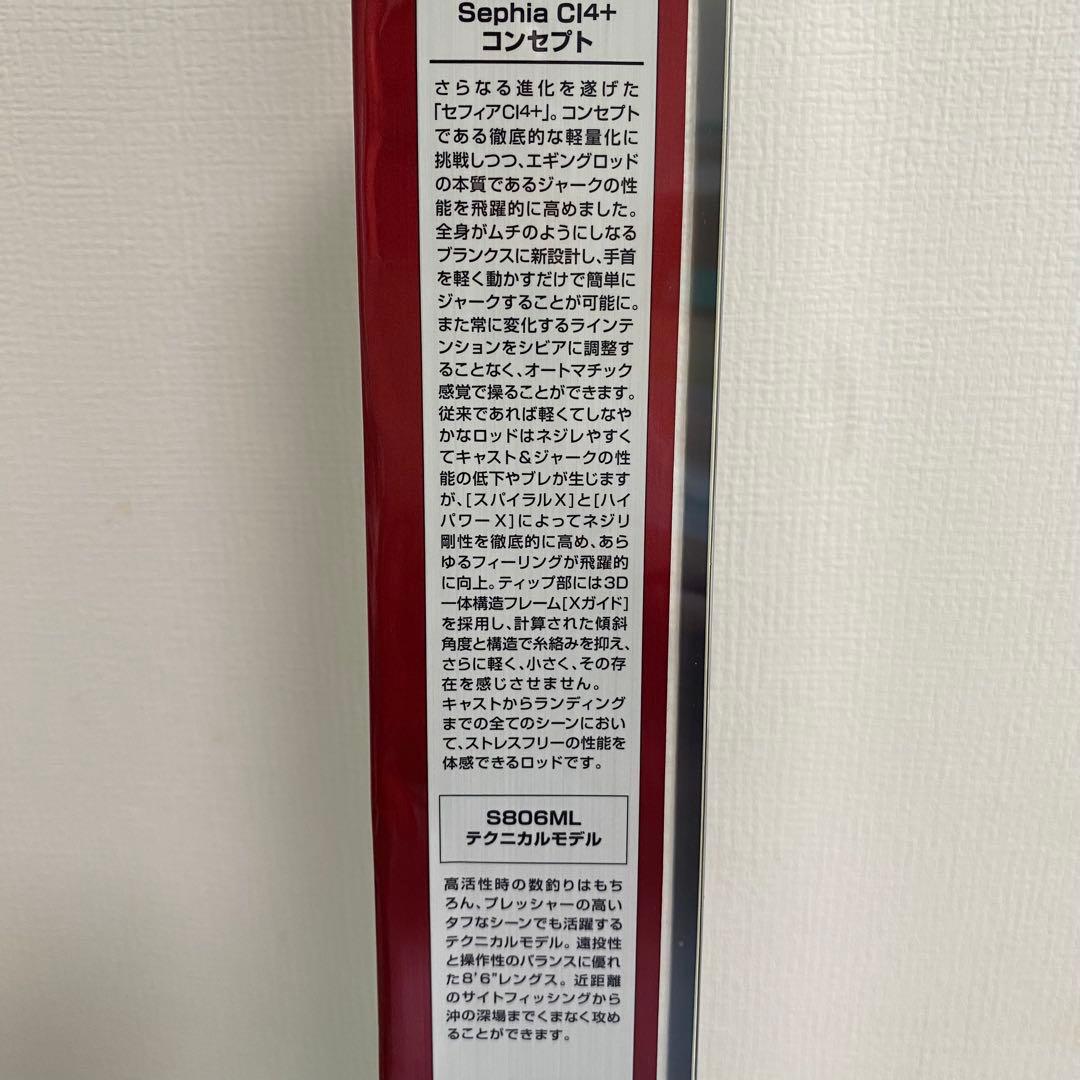 Sephia CI4+
コンセプト
さらなる進化を遂げた
「セフィアCI4+」。コンセプト
である徹底的な軽量化に
挑戦しつつ、エギングロッド
の本質であるジャークの性
能を飛躍的に高めました。
全身がムチのようにしなる
ブランクスに新設計し、手首
を軽く動かすだけで簡単に
ジャークすることが可能に。
また常に変化するラインテ
ンションをシビアに調整す
ることなく、オートマチック
感覚で操ることができます。
従来であれば軽くてしなや
かなロッドはネジレやすく
てキャスト&ジャークの性
能の低下やブレが生じます
が、[スパイラルX]と[ハイ
パワーX]によってネジリ
剛性を徹底的に高め、あら
ゆるフィーリングが飛躍的
に向上。ティップ部には3D
一体構造フレーム[Xガイド]
を採用し、計算された傾斜
角度と構造で糸絡みを抑え、
さらに軽く、小さく、その存
在を感じさせません。
キャストからランディング
までの全てのシーンにおい
て、ストレスフリーの性能を
体感できるロッドです。
S806ML
テクニカルモデル
高活性時の数釣りはもち
ろん、プレッシャーの高い
タフなシーンでも活躍する
テクニカルモデル。遠投性
と操作性のバランスに優れ
た8'6"レングス。近距離
のサイトフィッシングから
沖の深場までくまなく攻め
ることができます。